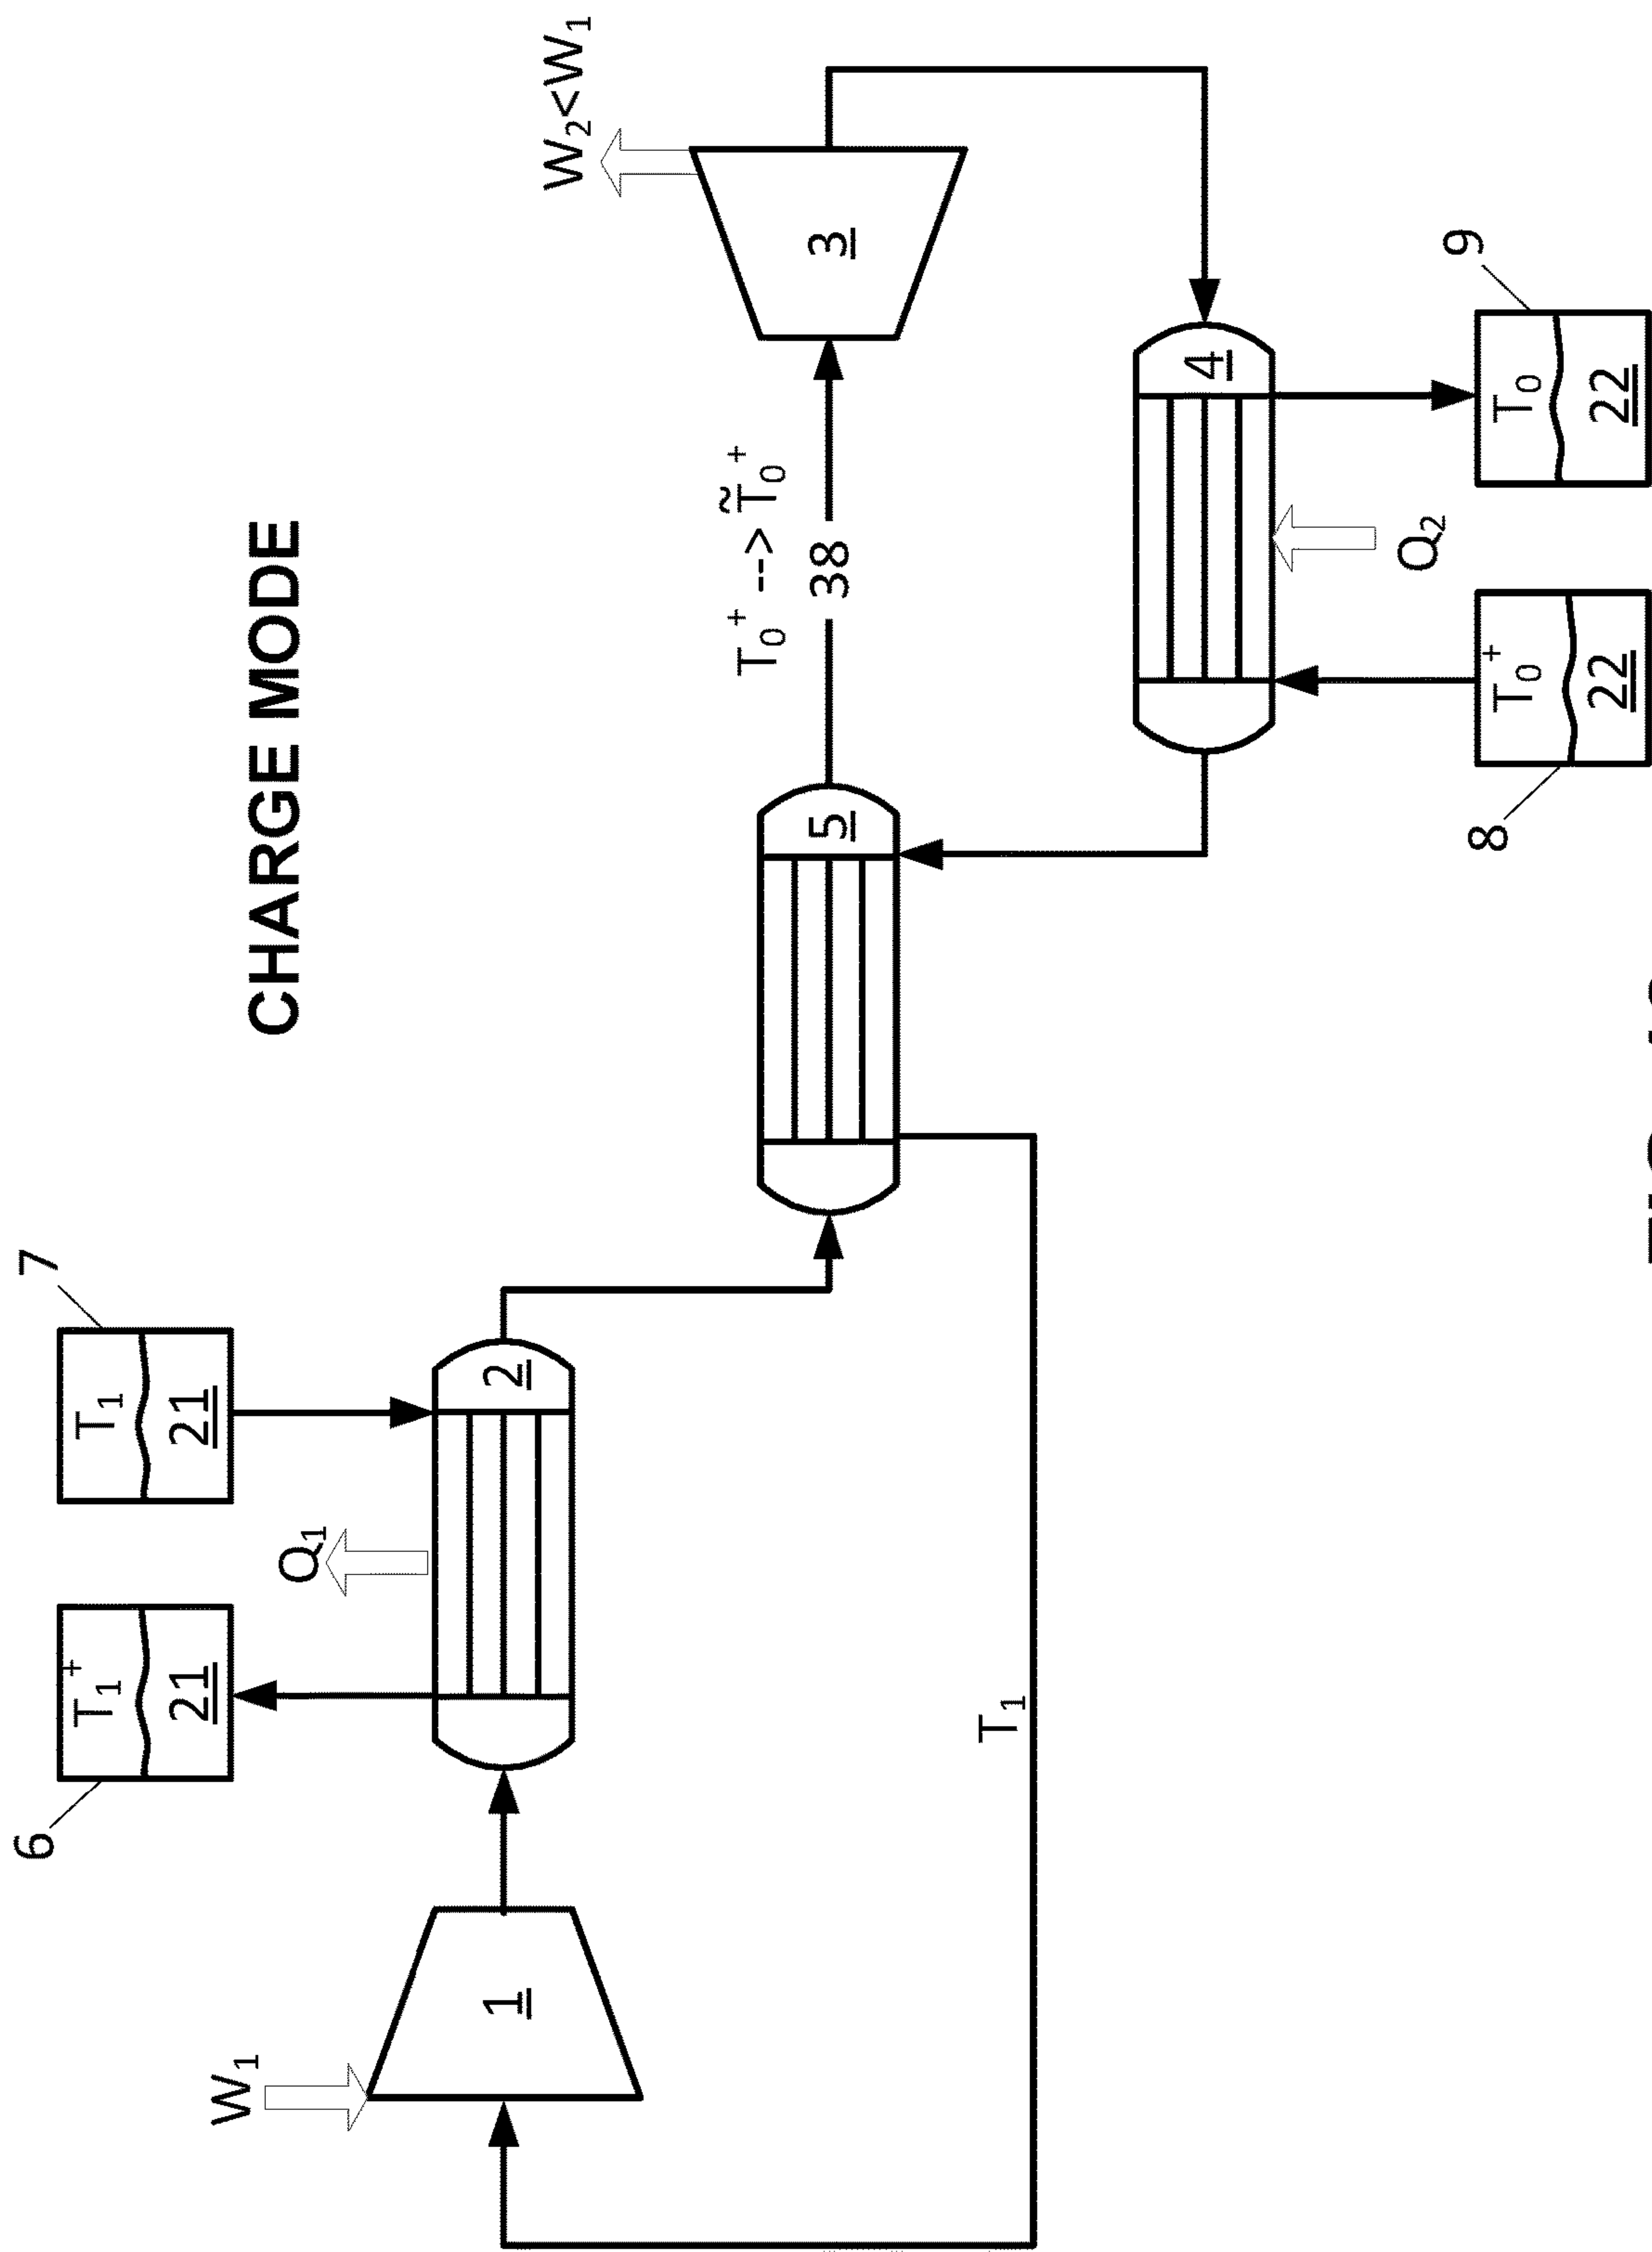 CHARGE MODE
6
7
T₁⁺
21
T₁
21
W₁
Q₁
1
2
T₁
5
T₀⁺ --> T̃₀⁺
38
W₂<W₁
3
4
Q₂
8
9
T₀⁺
22
T₀
22